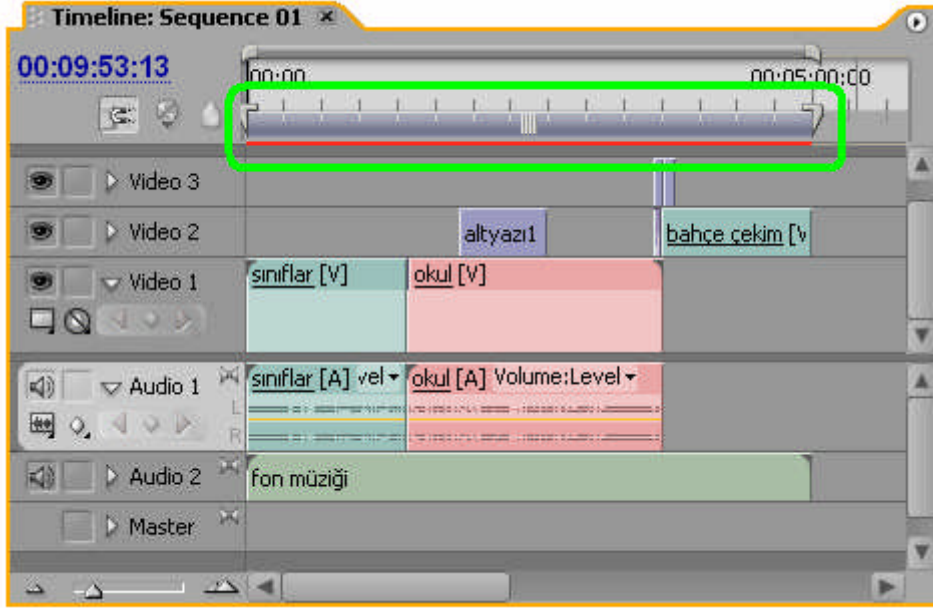 Timeline: Sequence 01 ×
00:09:53:13
00:00 00:05:00:00
Video 3
Video 2 altyazı1 bahçe çekim [V
Video 1 sınıflar [V] okul [V]
Audio 1 sınıflar [A] vel okul [A] Volume:Level
L
R
Audio 2 fon müziği
Master